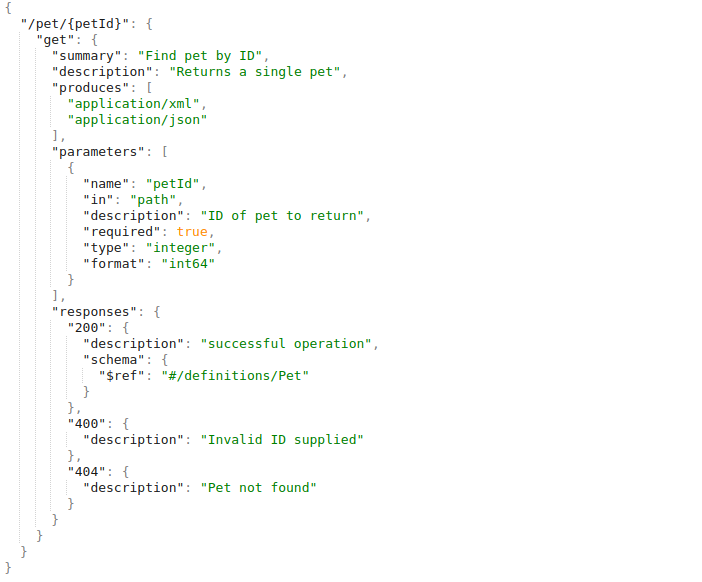 {
  "/pet/{petId}": {
    "get": {
      "summary": "Find pet by ID",
      "description": "Returns a single pet",
      "produces": [
        "application/xml",
        "application/json"
      ],
      "parameters": [
        {
          "name": "petId",
          "in": "path",
          "description": "ID of pet to return",
          "required": true,
          "type": "integer",
          "format": "int64"
        }
      ],
      "responses": {
        "200": {
          "description": "successful operation",
          "schema": {
            "$ref": "#/definitions/Pet"
          }
        },
        "400": {
          "description": "Invalid ID supplied"
        },
        "404": {
          "description": "Pet not found"
        }
      }
    }
  }
}